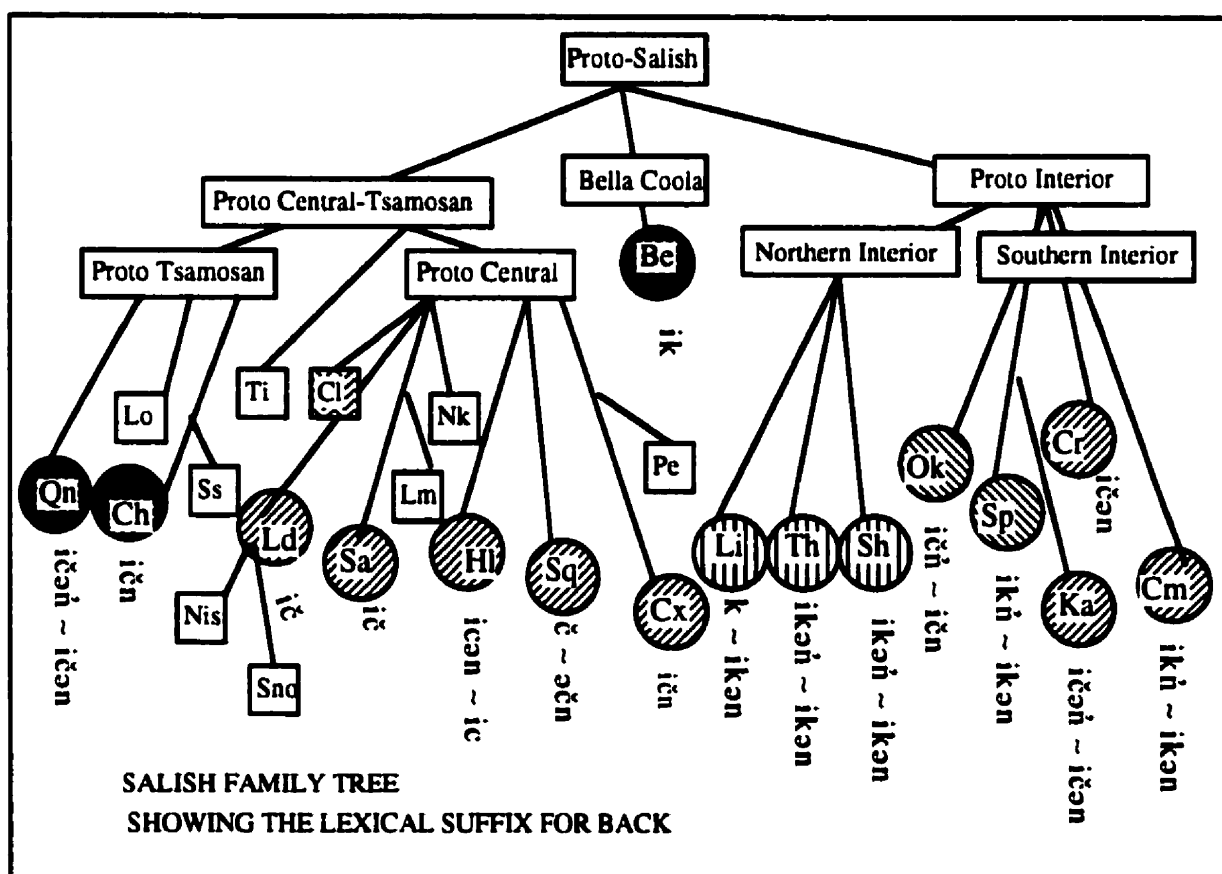 Proto-Salish
Proto Central-Tsamosan
Bella Coola
Proto Interior
Proto Tsamosan
Proto Central
Be
Northern Interior
Southern Interior
ik
Lo
Ti
Cl
Nk
Pe
Qn
Ch
Ss
Ld
Lm
Sa
Hl
Sq
Cx
Li
Th
Sh
Ok
Sp
Cr
Ka
Cm
Nis
Sno
ičən̓ ~ ičən
ičn
ič
ič
icən ~ ic
č ~ əčn
ičn
k ~ ikən
ikən̓ ~ ikən
ikən̓ ~ ikən
ičn̓ ~ ičn
ikn̓ ~ ikən
ičən
ičən̓ ~ ičən
ikn̓ ~ ikən
SALISH FAMILY TREE
SHOWING THE LEXICAL SUFFIX FOR BACK